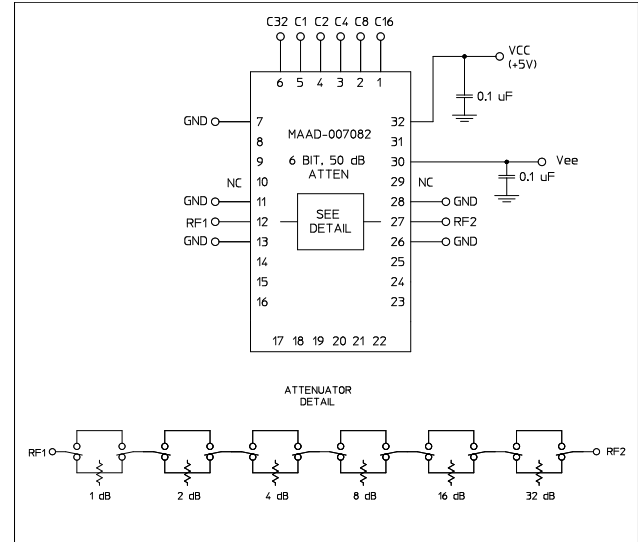 C32 C1 C2 C4 C8 C16
6 5 4 3 2 1
VCC
(+5V)
0.1 uF
GND 7 32
MAAD-007082
8 31
6 BIT, 50 dB
ATTEN
9 30 Vee
0.1 uF
NC 10 29 NC
GND 11 28 GND
RF1 12 27 RF2
SEE
DETAIL
GND 13 26 GND
14 25
15 24
16 23
17 18 19 20 21 22
ATTENUATOR
DETAIL
RF1 RF2
1 dB 2 dB 4 dB 8 dB 16 dB 32 dB